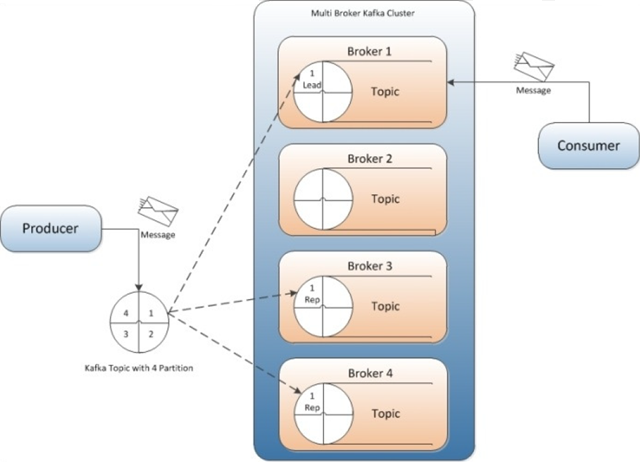 Multi Broker Kafka Cluster
Broker 1
1
Lead
Topic
Message
Consumer
Broker 2
Topic
Producer
Message
Broker 3
1
Rep
Topic
4 1
3 2
Kafka Topic with 4 Partition
Broker 4
1
Rep
Topic